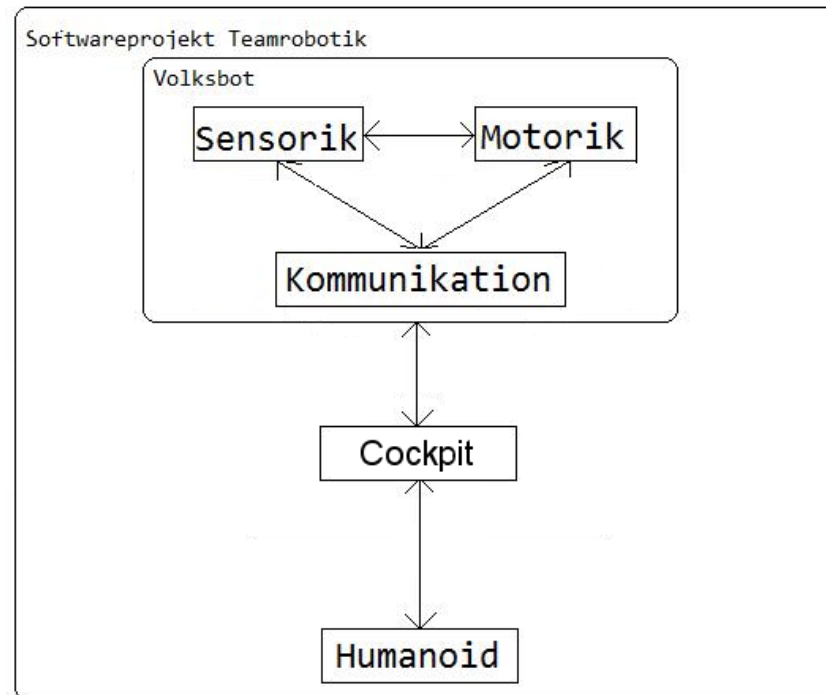 Softwareprojekt Teamrobotik
Volksbot
Sensorik
Motorik
Kommunikation
Cockpit
Humanoid